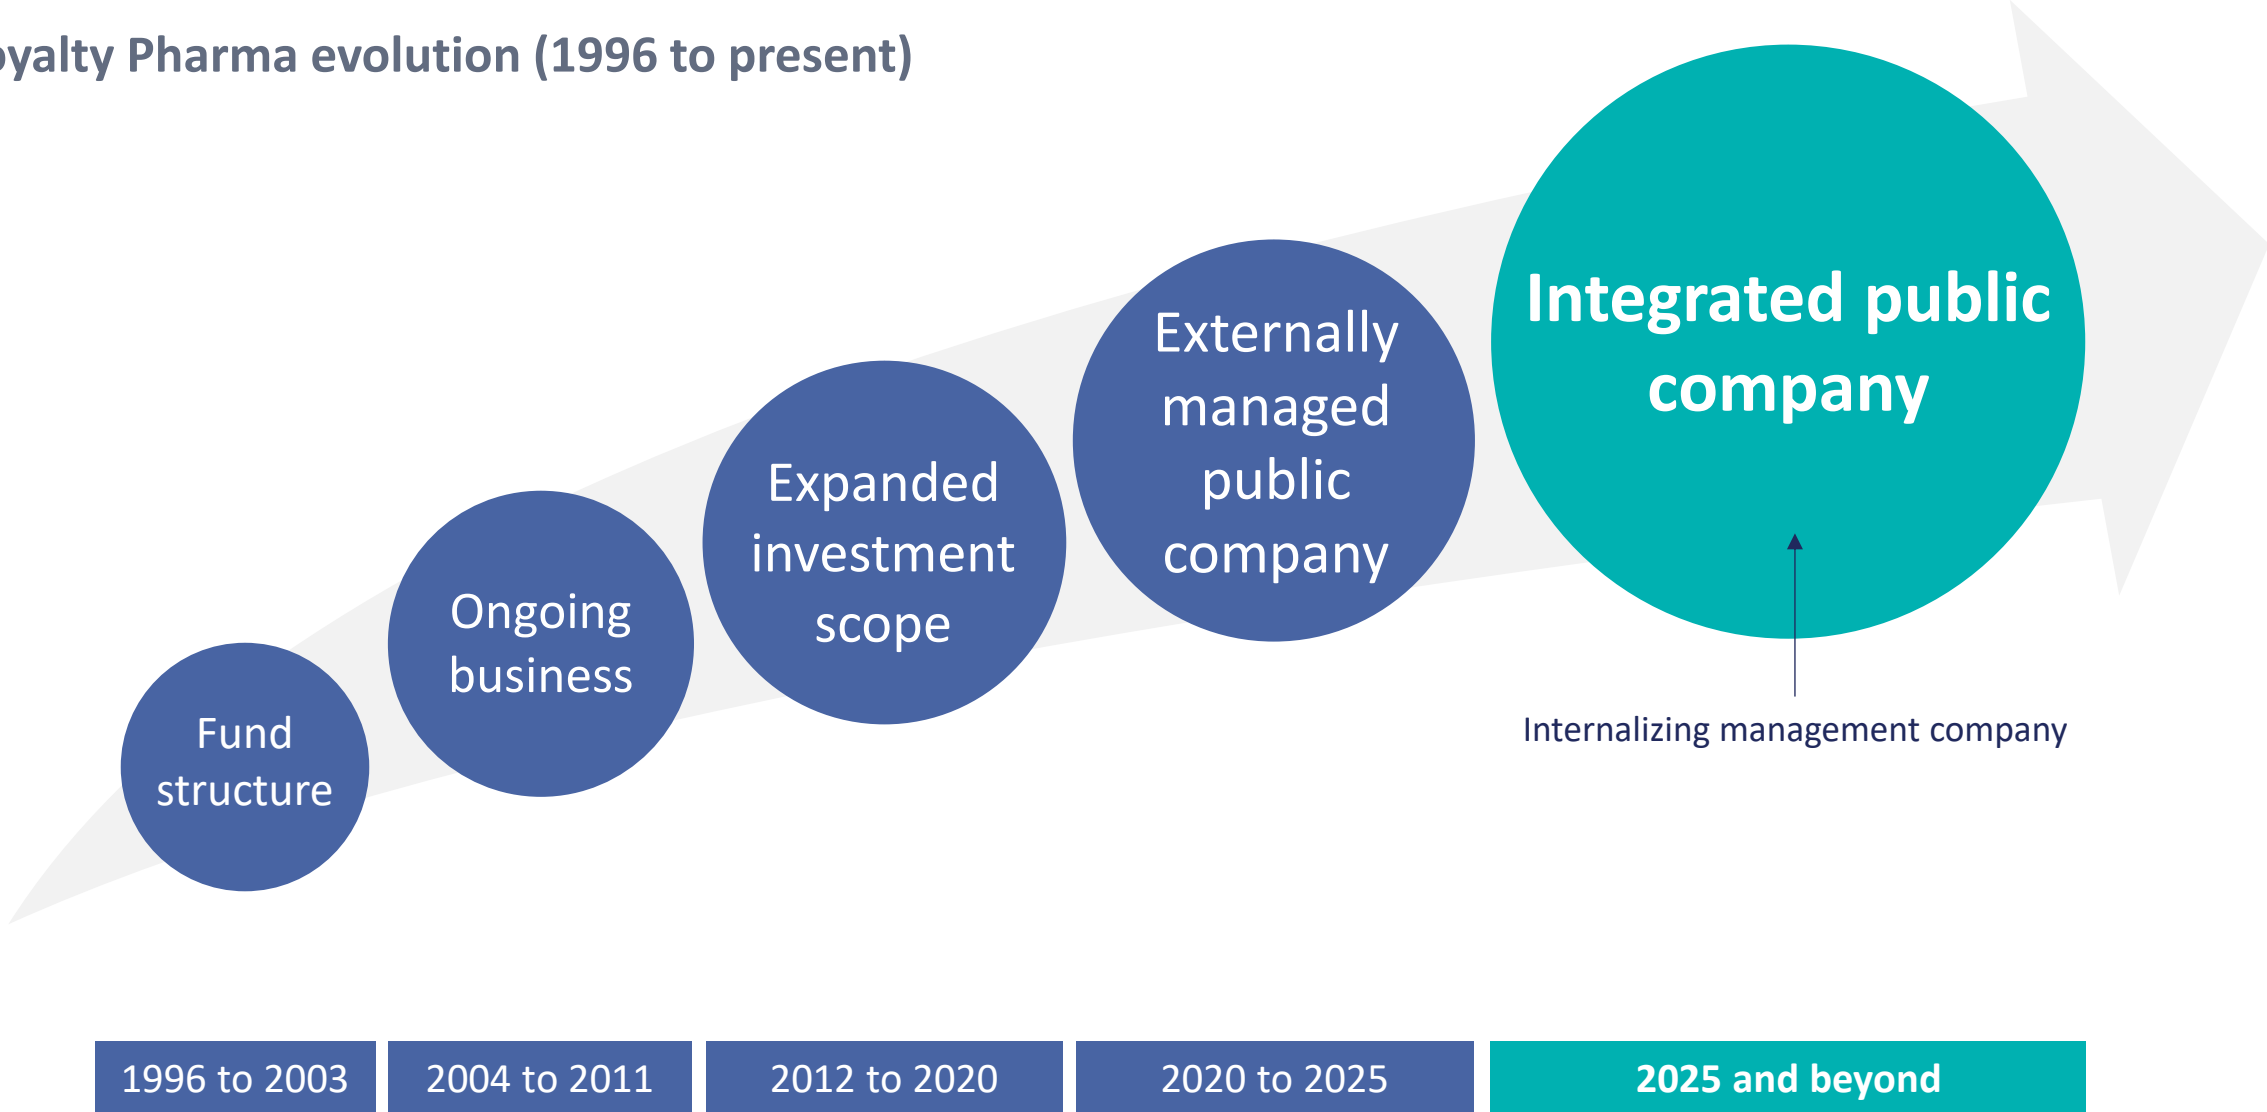 oyalty Pharma evolution (1996 to present)
Integrated public
company
Externally
managed
public
company
Expanded
investment
scope
Ongoing
business
Fund
structure
Internalizing management company
1996 to 2003
2004 to 2011
2012 to 2020
2020 to 2025
2025 and beyond